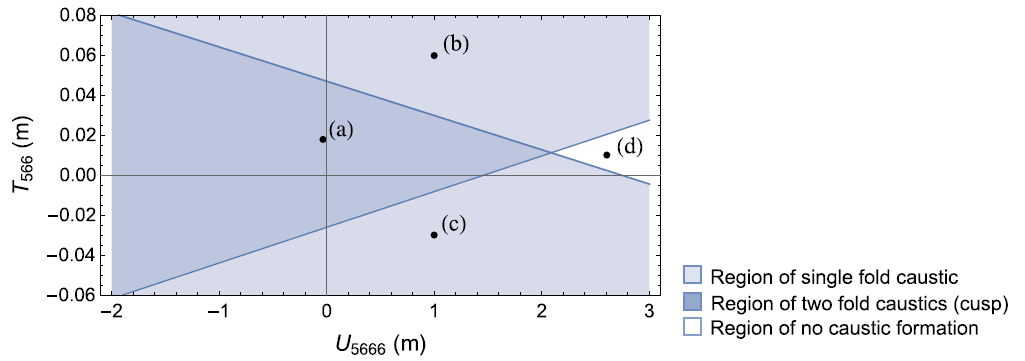 0.08
0.06
0.04
0.02
0.00
−0.02
−0.04
−0.06
T566 (m)
(b)
(a)
(d)
(c)
−2 −1 0 1 2 3
U5666 (m)
Region of single fold caustic
Region of two fold caustics (cusp)
Region of no caustic formation